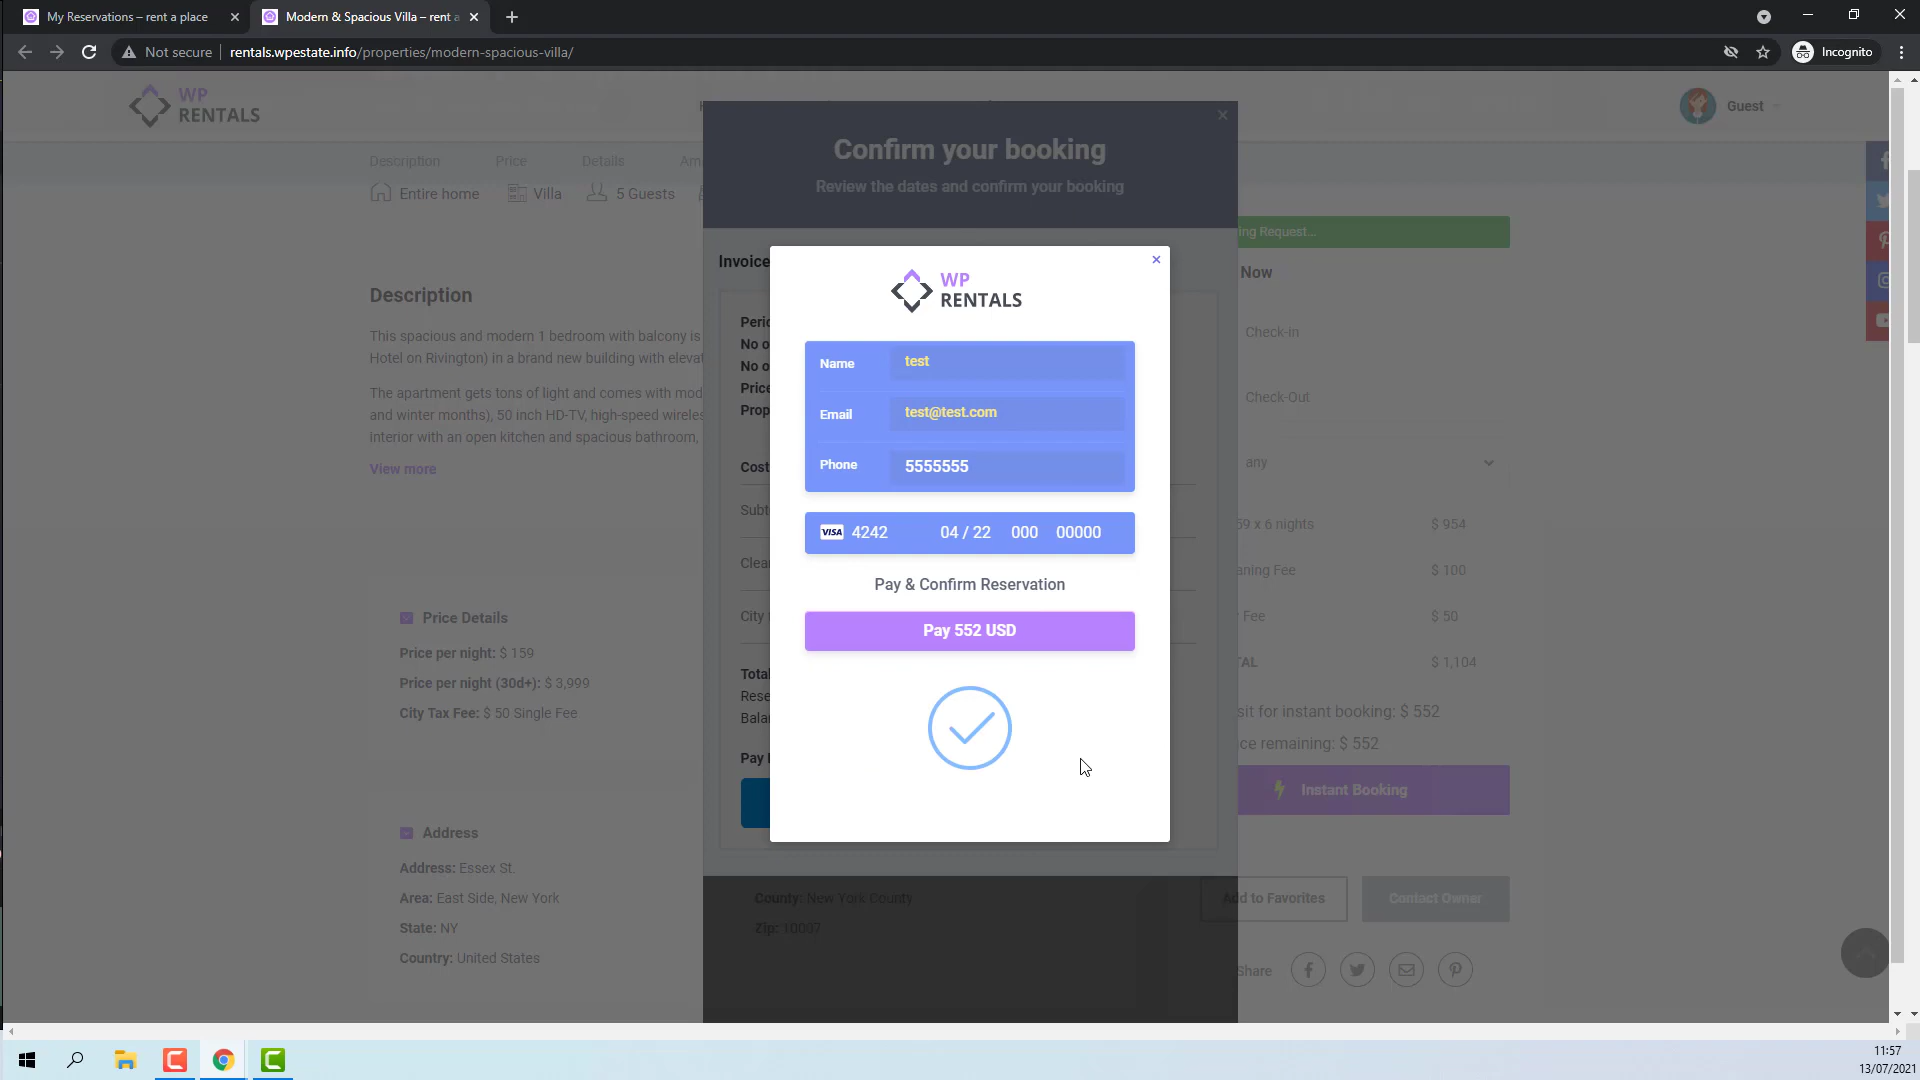 My Reservations – rent a place
Modern & Spacious Villa – rent a
Not secure
rentals.wpestate.info/properties/modern-spacious-villa/
Incognito
WP
RENTALS
Guest
Description
Price
Details
Entire home
Villa
5 Guests
Confirm your booking
Review the dates and confirm your booking
Request...
Now
Invoice
WP
RENTALS
Description
This spacious and modern 1 bedroom with balcony is
Hotel on Rivington) in a brand new building with elevat
The apartment gets tons of light and comes with mod
and winter months), 50 inch HD-TV, high-speed wireles
Interior with an open kitchen and spacious bathroom,
View more
Name
test
Email
test@test.com
Phone
5555555
VISA
4242
04 / 22
000
00000
Pay & Confirm Reservation
Pay 552 USD
Check-In
Check-Out
any
59 x 6 nights
$ 954
aning Fee
$ 100
Fee
$ 50
TAL
$ 1,104
sit for instant booking: $ 552
ce remaining: $ 552
Instant Booking
Cost
City
Pay
Price Details
Price per night: $ 159
Price per night (30d+): $ 3,999
City Tax Fee: $ 50 Single Fee
Address
Address: Essex St.
Area: East Side, New York
State: NY
Country: United States
County: New York County
Zip: 10007
Add to Favorites
Contact Owner
Share
11:57
13/07/2021